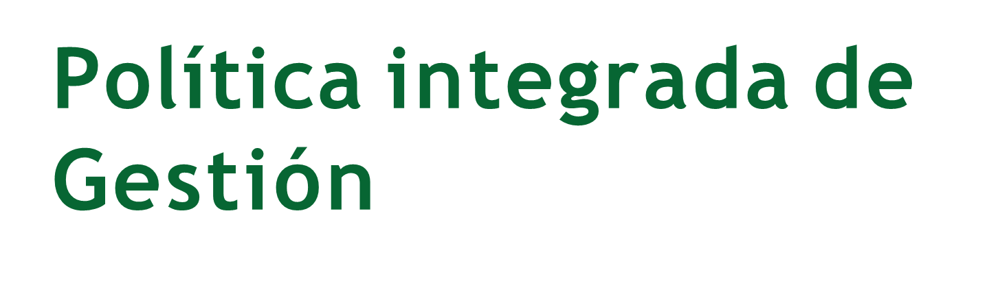 Política integrada de
Gestión